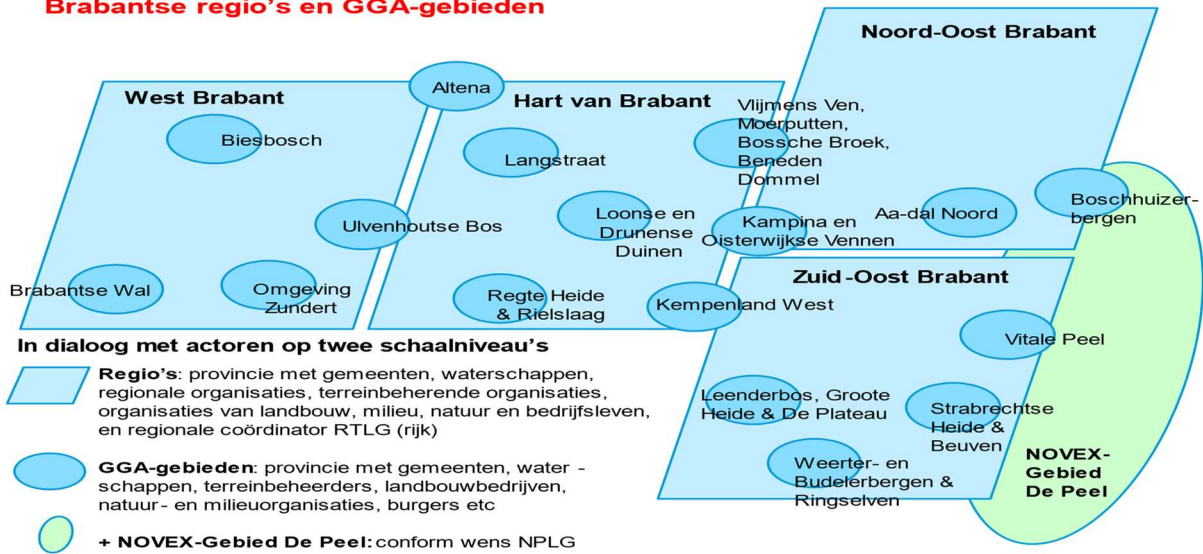 Brabantse regio's en GGA-gebieden
Noord-Oost Brabant
West Brabant
Altena
Hart van Brabant
Vlijmens Ven,
Moerputten,
Bossche Broek,
Beneden
Dommel
Biesbosch
Langstraat
Boschhuizer-
bergen
Ulvenhoutse Bos
Loonse en
Drunense
Duinen
Kampina en
Oisterwijkse Vennen
Aa-dal Noord
Brabantse Wal
Omgeving
Zundert
Regte Heide
& Rielslaag
Kempenland West
Zuid-Oost Brabant
Vitale Peel
Leenderbos, Groote
Heide & De Plateau
Strabrechtse
Heide &
Beuven
Weerter- en
Budelerbergen &
Ringselven
NOVEX-
Gebied
De Peel
In dialoog met actoren op twee schaalniveau's
Regio's: provincie met gemeenten, waterschappen,
regionale organisaties, terreinbeherende organisaties,
organisaties van landbouw, milieu, natuur en bedrijfsleven,
en regionale coördinator RTLG (rijk)
GGA-gebieden: provincie met gemeenten, water -
schappen, terreinbeheerders, landbouwbedrijven,
natuur- en milieuorganisaties, burgers etc
+ NOVEX-Gebied De Peel: conform wens NPLG